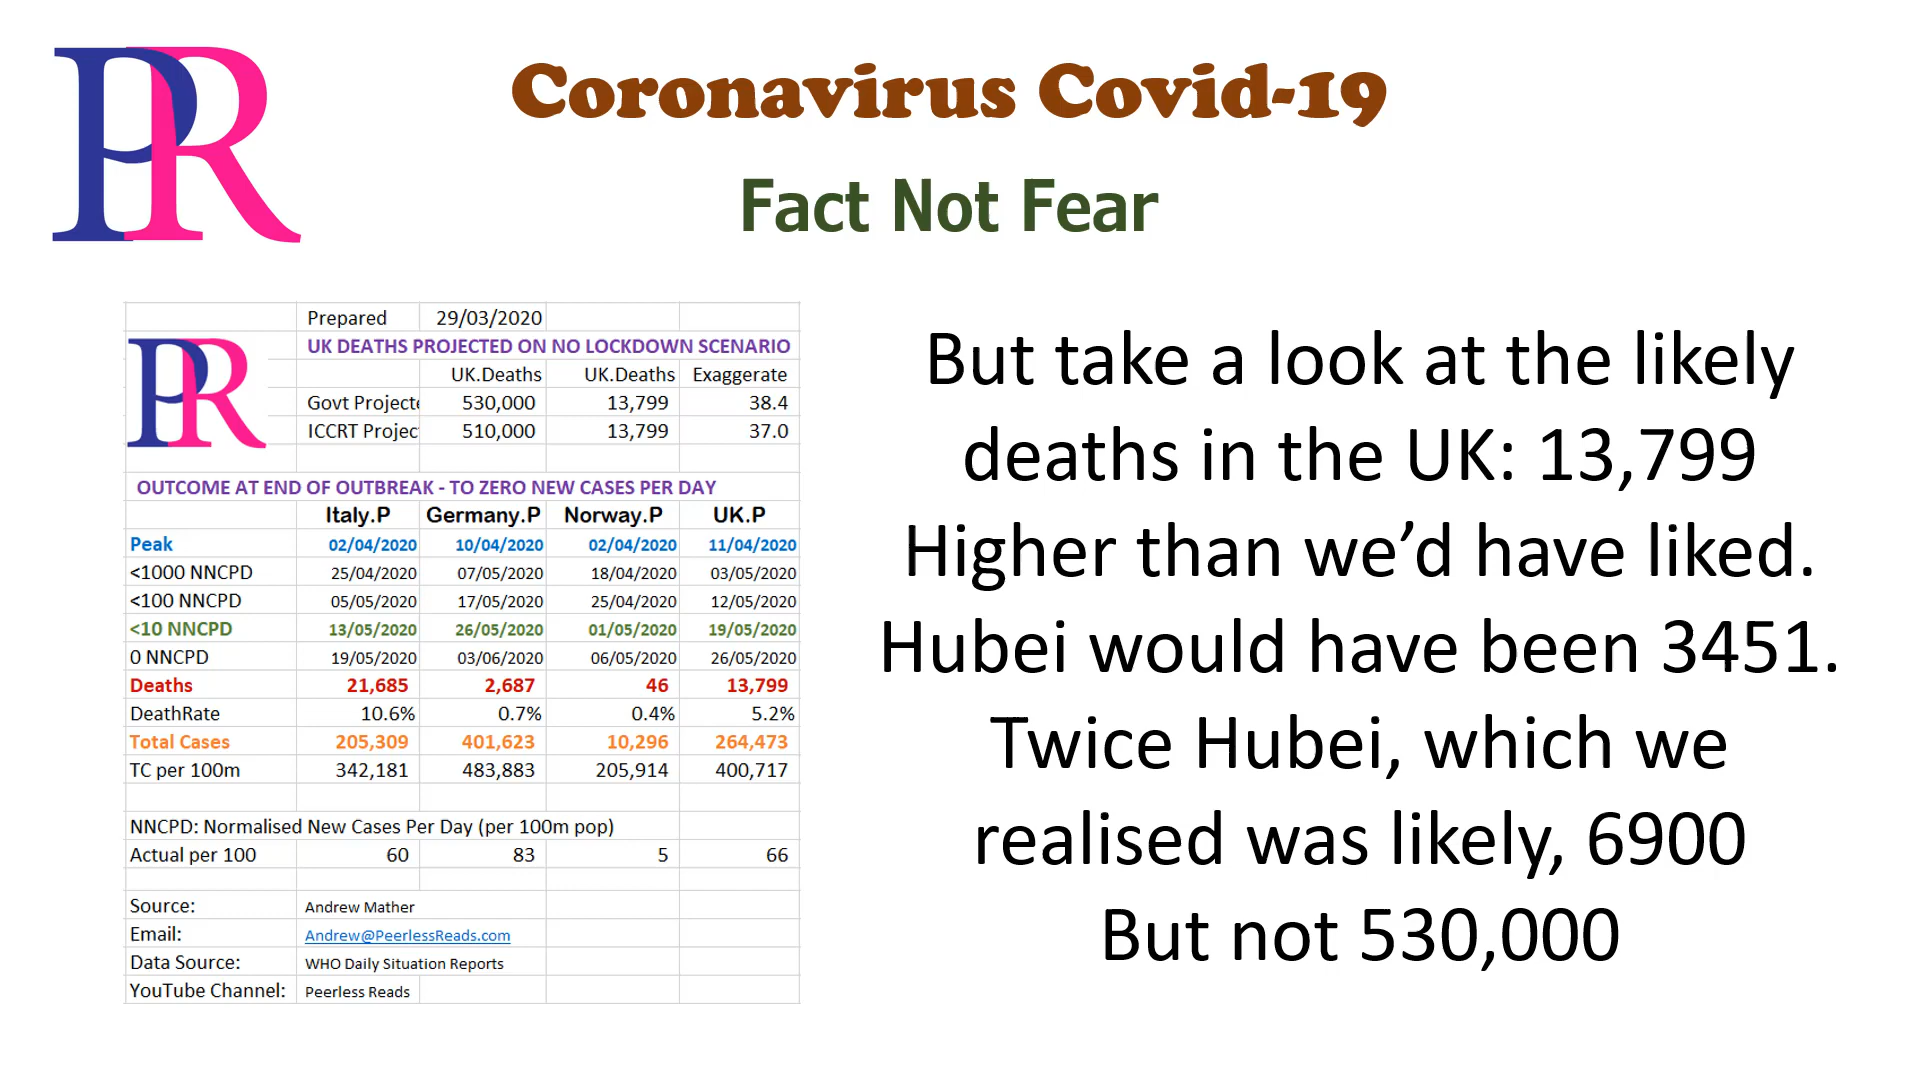 PR
Coronavirus Covid-19
Fact Not Fear
Prepared 29/03/2020
PR
UK DEATHS PROJECTED ON NO LOCKDOWN SCENARIO
UK.Deaths UK.Deaths Exaggerate
Govt Projecte 530,000 13,799 38.4
ICCRT Projec 510,000 13,799 37.0
OUTCOME AT END OF OUTBREAK - TO ZERO NEW CASES PER DAY
Italy.P Germany.P Norway.P UK.P
Peak 02/04/2020 10/04/2020 02/04/2020 11/04/2020
<1000 NNCPD 25/04/2020 07/05/2020 18/04/2020 03/05/2020
<100 NNCPD 05/05/2020 17/05/2020 25/04/2020 12/05/2020
<10 NNCPD 13/05/2020 26/05/2020 01/05/2020 19/05/2020
0 NNCPD 19/05/2020 03/06/2020 06/05/2020 26/05/2020
Deaths 21,685 2,687 46 13,799
DeathRate 10.6% 0.7% 0.4% 5.2%
Total Cases 205,309 401,623 10,296 264,473
TC per 100m 342,181 483,883 205,914 400,717
NNCPD: Normalised New Cases Per Day (per 100m pop)
Actual per 100 60 83 5 66
Source: Andrew Mather
Email: Andrew@PeerlessReads.com
Data Source: WHO Daily Situation Reports
YouTube Channel: Peerless Reads
But take a look at the likely
deaths in the UK: 13,799
Higher than we’d have liked.
Hubei would have been 3451.
Twice Hubei, which we
realised was likely, 6900
But not 530,000